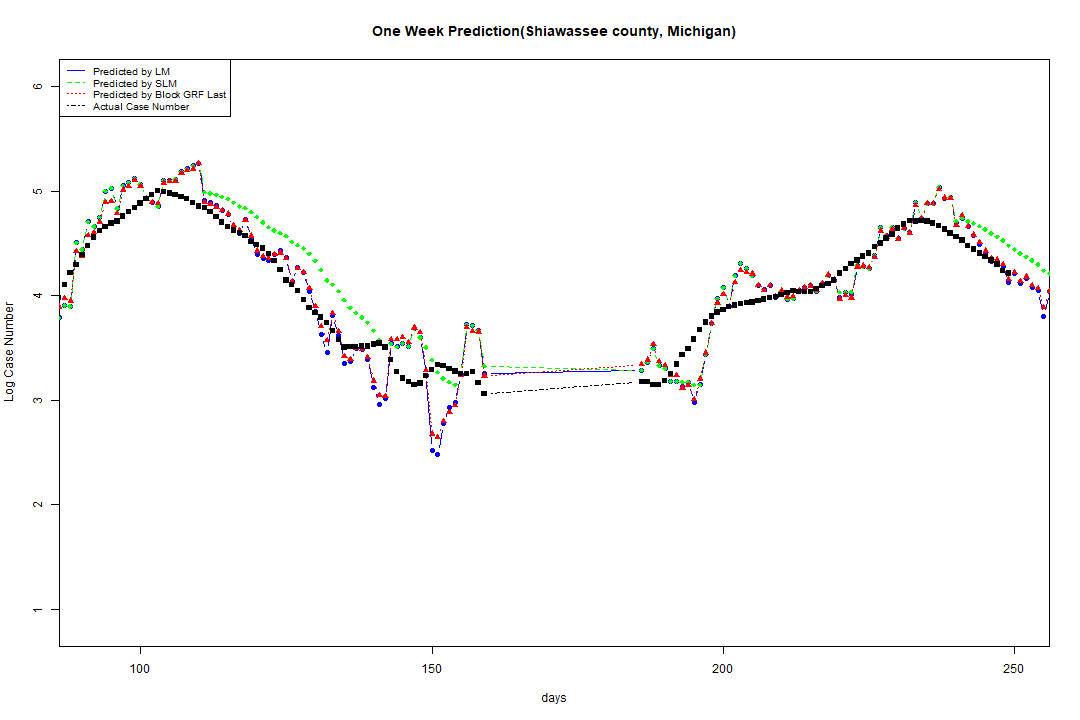 One Week Prediction(Shiawassee county, Michigan)
Predicted by LM
Predicted by SLM
Predicted by Block GRF Last
Actual Case Number
6
5
4
3
2
1
Log Case Number
100 150 200 250
days